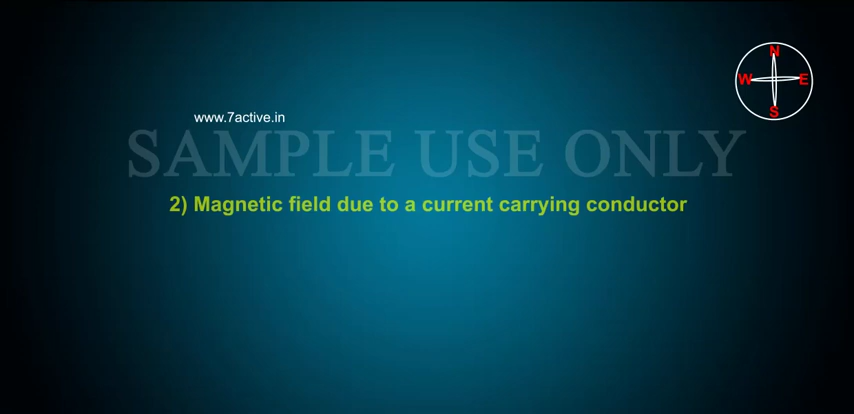 N
W E
S
www.7active.in
SAMPLE USE ONLY
2) Magnetic field due to a current carrying conductor